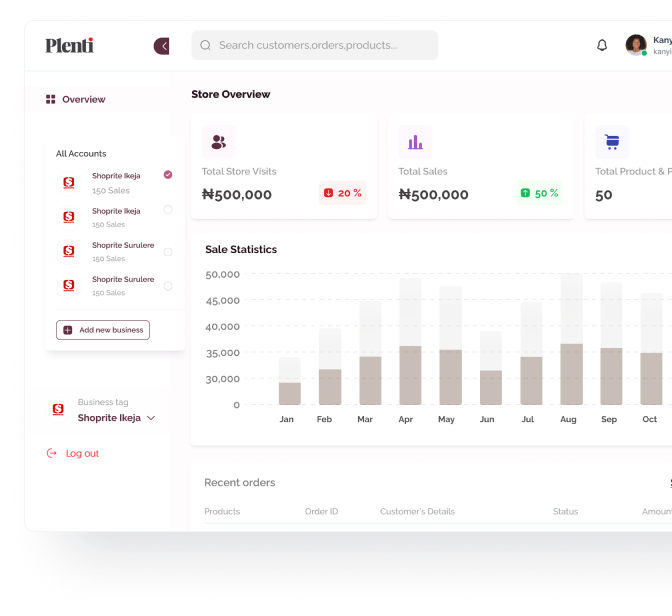 Plenti
Search customers,orders,products...
Kany
kanyi
Overview
Store Overview
All Accounts
Shoprite Ikeja
150 Sales
Shoprite Ikeja
150 Sales
Shoprite Surulere
150 Sales
Shoprite Surulere
150 Sales
Add new business
Business tag
Shoprite Ikeja
Log out
Total Store Visits
₦500,000
20 %
Total Sales
₦500,000
50 %
Total Product & P
50
Sale Statistics
50,000
45,000
40,000
35,000
30,000
0
Jan Feb Mar Apr May Jun Jul Aug Sep Oct
Recent orders
Products Order ID Customer's Details Status Amount